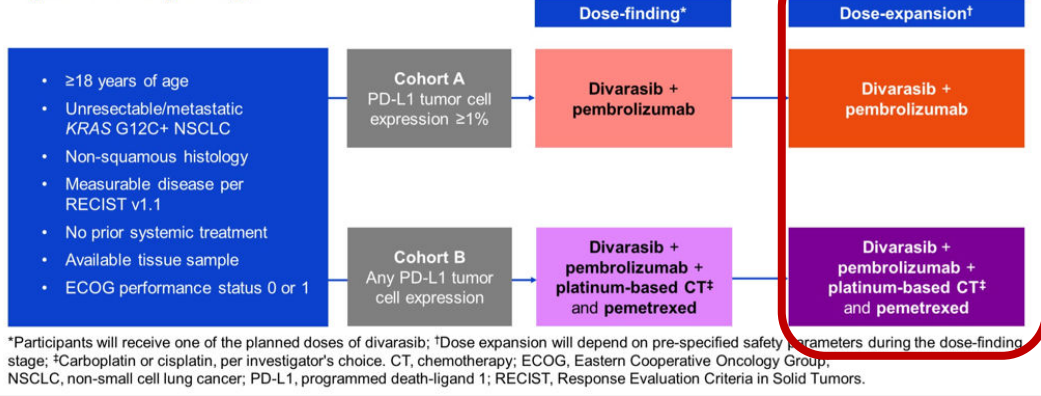 Dose-finding*
Dose-expansion†
• ≥18 years of age
• Unresectable/metastatic
KRAS G12C+ NSCLC
• Non-squamous histology
• Measurable disease per
RECIST v1.1
• No prior systemic treatment
• Available tissue sample
• ECOG performance status 0 or 1
Cohort A
PD-L1 tumor cell
expression ≥1%
Divarasib +
pembrolizumab
Divarasib +
pembrolizumab
Cohort B
Any PD-L1 tumor
cell expression
Divarasib +
pembrolizumab +
platinum-based CT‡
and pemetrexed
Divarasib +
pembrolizumab +
platinum-based CT‡
and pemetrexed
*Participants will receive one of the planned doses of divarasib; †Dose expansion will depend on pre-specified safety parameters during the dose-finding
stage; ‡Carboplatin or cisplatin, per investigator's choice. CT, chemotherapy; ECOG, Eastern Cooperative Oncology Group,
NSCLC, non-small cell lung cancer; PD-L1, programmed death-ligand 1; RECIST, Response Evaluation Criteria in Solid Tumors.